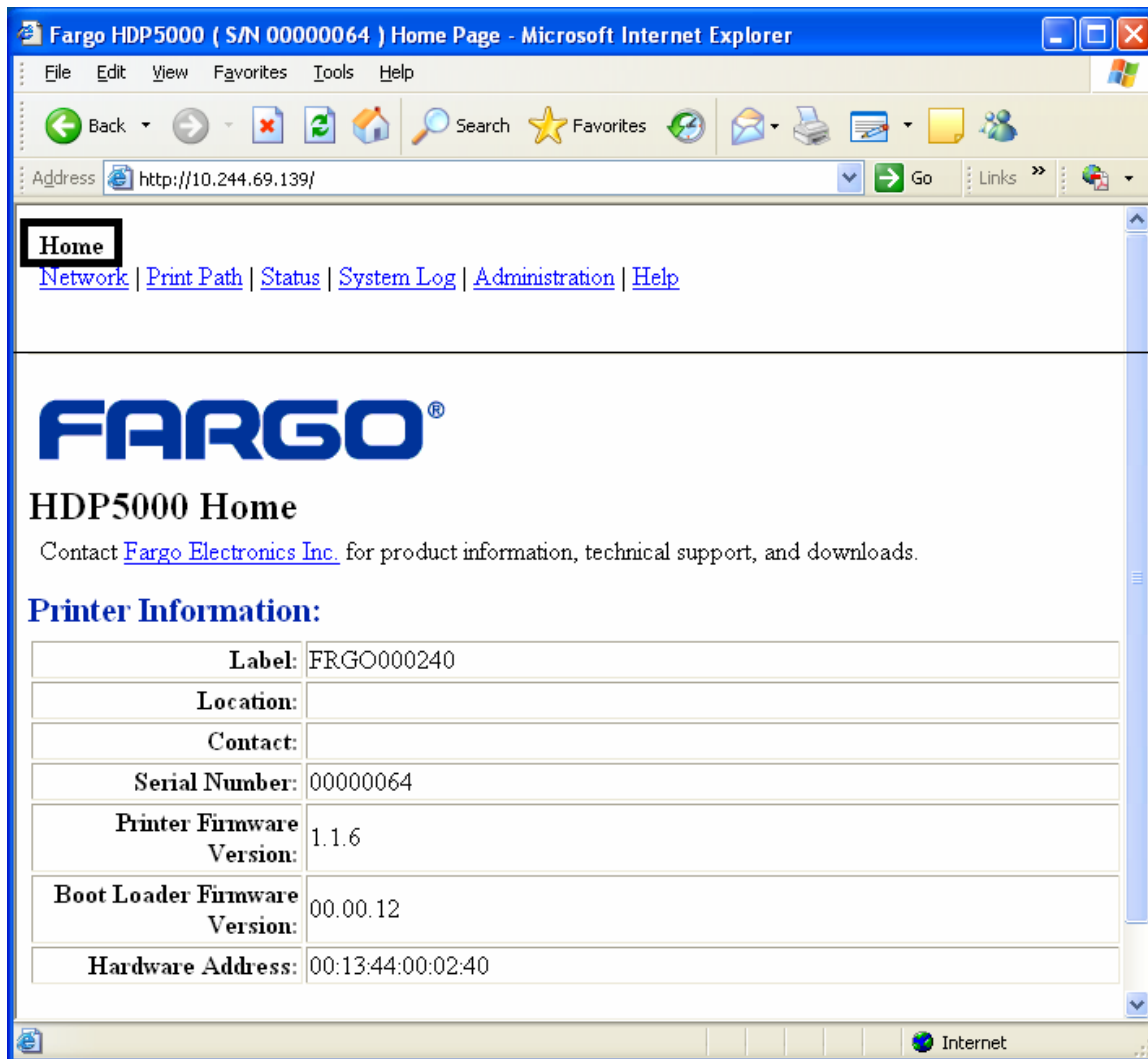 Fargo HDP5000 ( S/N 00000064 ) Home Page - Microsoft Internet Explorer
File Edit View Favorites Tools Help
Back Search Favorites
Address http://10.244.69.139/ Go Links »
Home
Network | Print Path | Status | System Log | Administration | Help
FARGO®
HDP5000 Home
Contact Fargo Electronics Inc. for product information, technical support, and downloads.
Printer Information:
Label: FRGO000240
Location:
Contact:
Serial Number: 00000064
Printer Firmware
Version: 1.1.6
Boot Loader Firmware
Version: 00.00.12
Hardware Address: 00:13:44:00:02:40
Internet